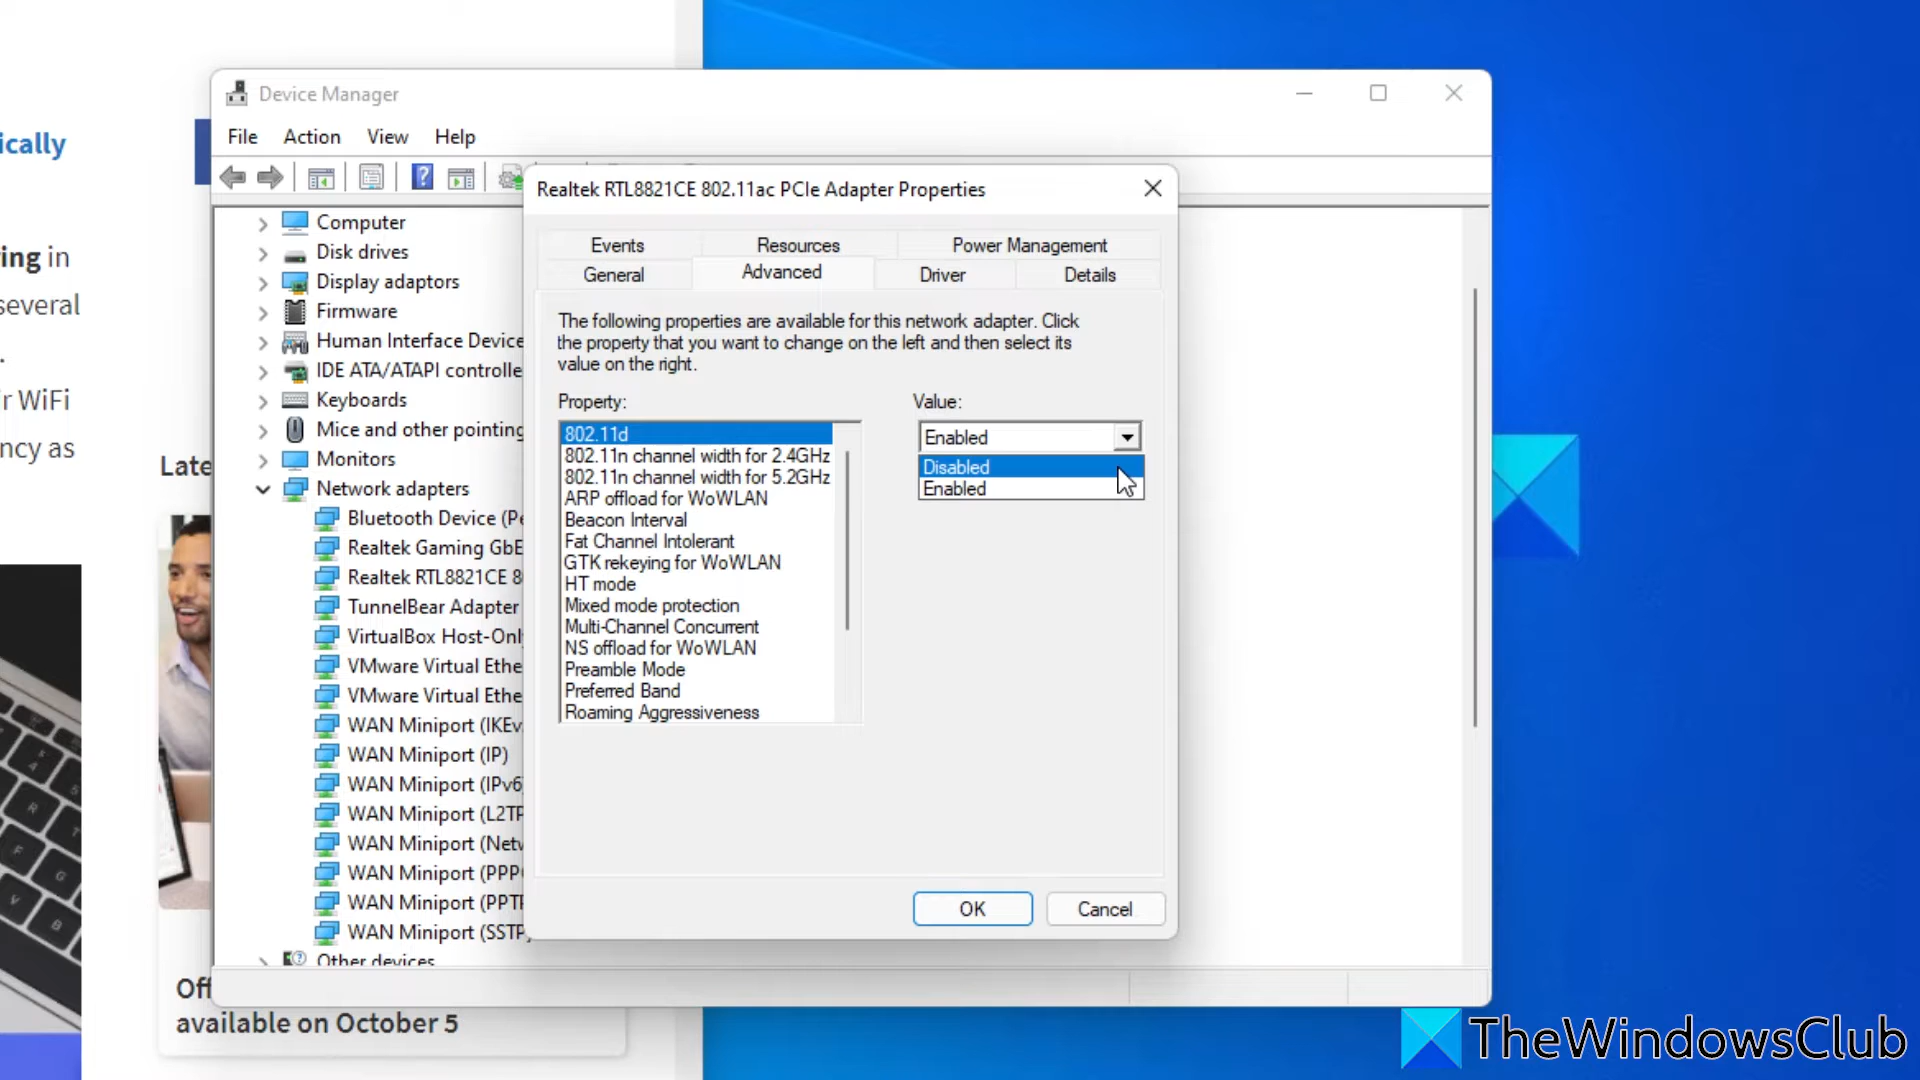 ically
ing in
several
.
r WiFi
ncy as
Late
Off
available on October 5
Device Manager
File Action View Help
Computer
Disk drives
Display adaptors
Firmware
Human Interface Device
IDE ATA/ATAPI controlle
Keyboards
Mice and other pointing
Monitors
Network adapters
Bluetooth Device (Pe
Realtek Gaming GbE
Realtek RTL8821CE 8
TunnelBear Adapter
VirtualBox Host-Onl
VMware Virtual Ethe
VMware Virtual Ethe
WAN Miniport (IKEv
WAN Miniport (IP)
WAN Miniport (IPv6
WAN Miniport (L2TP
WAN Miniport (Netw
WAN Miniport (PPP
WAN Miniport (PPTP
WAN Miniport (SSTP
Other devices
Realtek RTL8821CE 802.11ac PCIe Adapter Properties
Events Resources Power Management
General Advanced Driver Details
The following properties are available for this network adapter. Click
the property that you want to change on the left and then select its
value on the right.
Property:
802.11d
802.11n channel width for 2.4GHz
802.11n channel width for 5.2GHz
ARP offload for WoWLAN
Beacon Interval
Fat Channel Intolerant
GTK rekeying for WoWLAN
HT mode
Mixed mode protection
Multi-Channel Concurrent
NS offload for WoWLAN
Preamble Mode
Preferred Band
Roaming Aggressiveness
Value:
Enabled
Disabled
Enabled
OK Cancel
TheWindowsClub